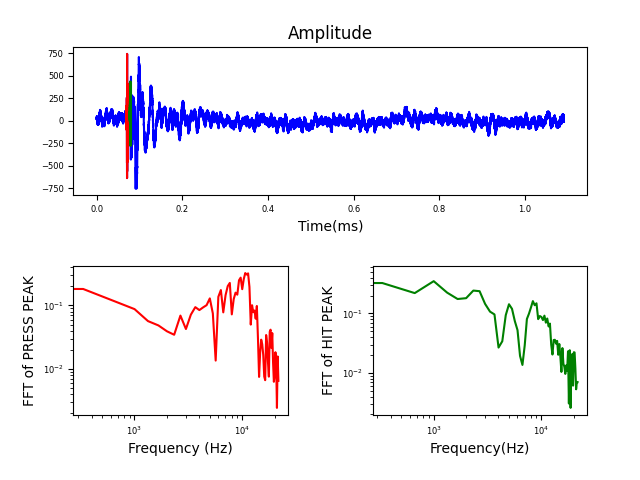 Amplitude
750
500
250
0
−250
−500
−750
0.0 0.2 0.4 0.6 0.8 1.0
Time(ms)
FFT of PRESS PEAK
10⁻¹
10⁻²
10³ 10⁴
Frequency (Hz)
FFT of HIT PEAK
10⁻¹
10⁻²
10³ 10⁴
Frequency(Hz)